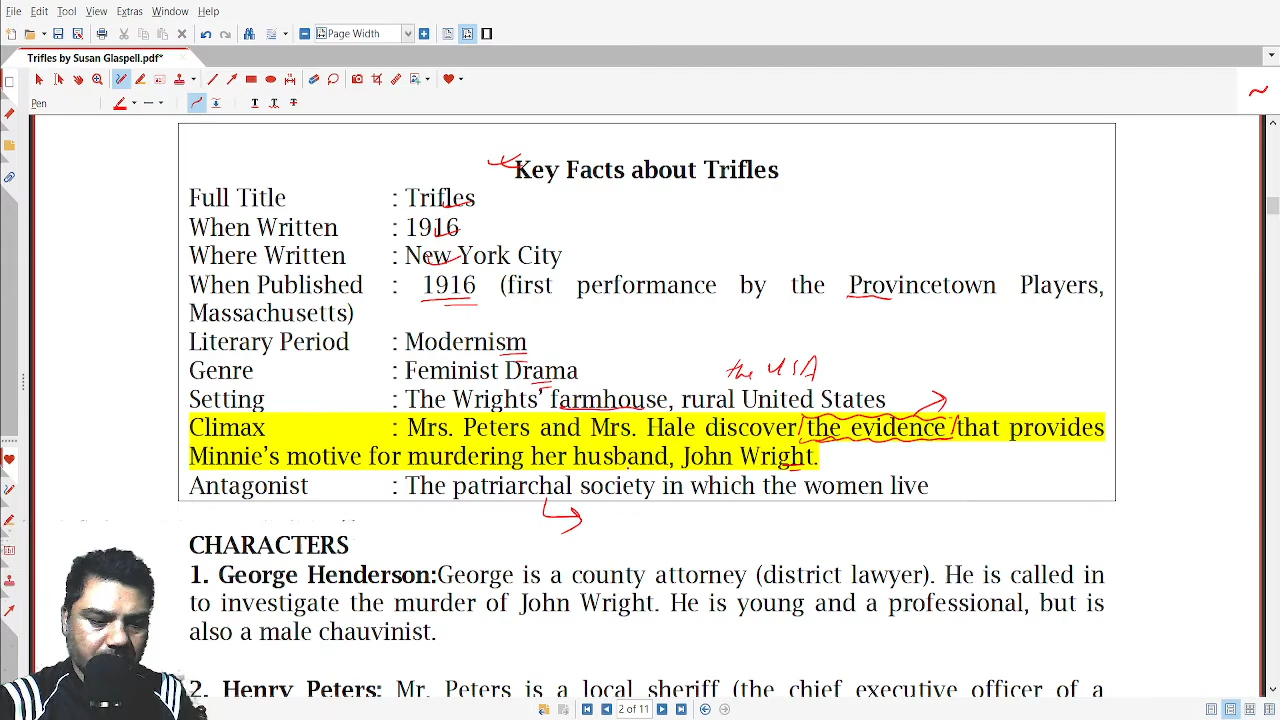 File Edit Tool View Extras Window Help
Page Width
Trifles by Susan Glaspell.pdf*
Pen
Key Facts about Trifles
Full Title : Trifles
When Written : 1916
Where Written : New York City
When Published : 1916 (first performance by the Provincetown Players,
Massachusetts)
Literary Period : Modernism
Genre : Feminist Drama
the USA
Setting : The Wrights' farmhouse, rural United States
Climax : Mrs. Peters and Mrs. Hale discover the evidence that provides
Minnie's motive for murdering her husband, John Wright.
Antagonist : The patriarchal society in which the women live
CHARACTERS
1. George Henderson:George is a county attorney (district lawyer). He is called in
to investigate the murder of John Wright. He is young and a professional, but is
also a male chauvinist.
2. Henry Peters: Mr. Peters is a local sheriff (the chief executive officer of a
2 of 11